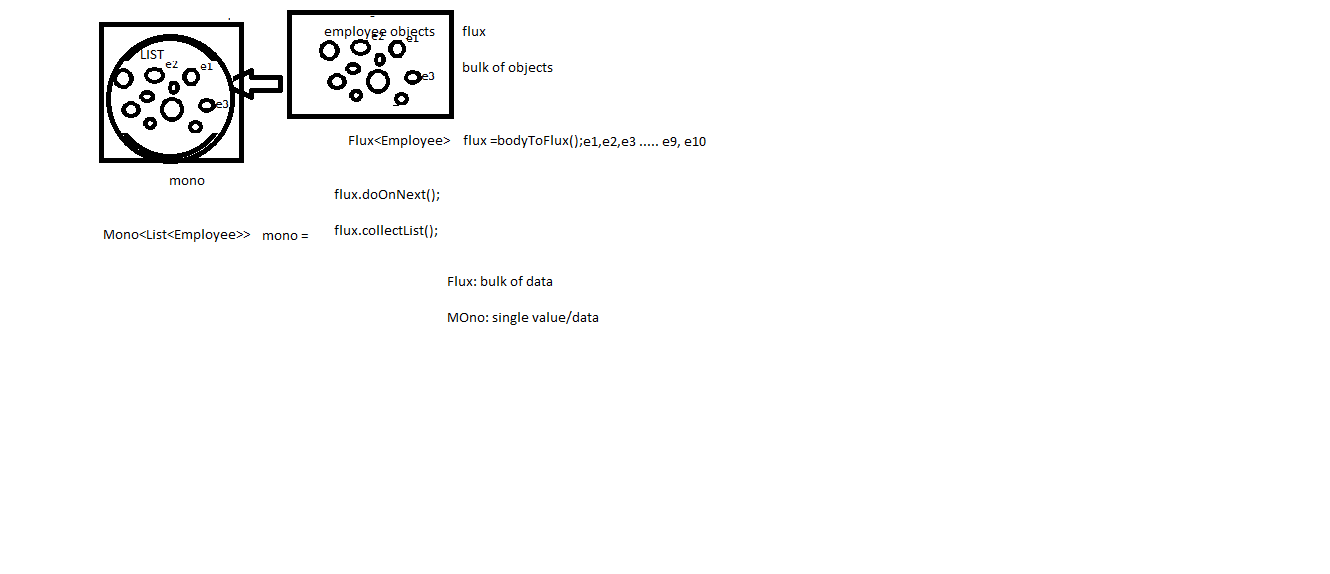 employee objects
flux
e2
e1
e3
bulk of objects
LIST
e2
e1
e3
Flux<Employee> flux =bodyToFlux();e1,e2,e3 ..... e9, e10
mono
flux.doOnNext();
Mono<List<Employee>> mono = flux.collectList();
Flux: bulk of data
MOno: single value/data